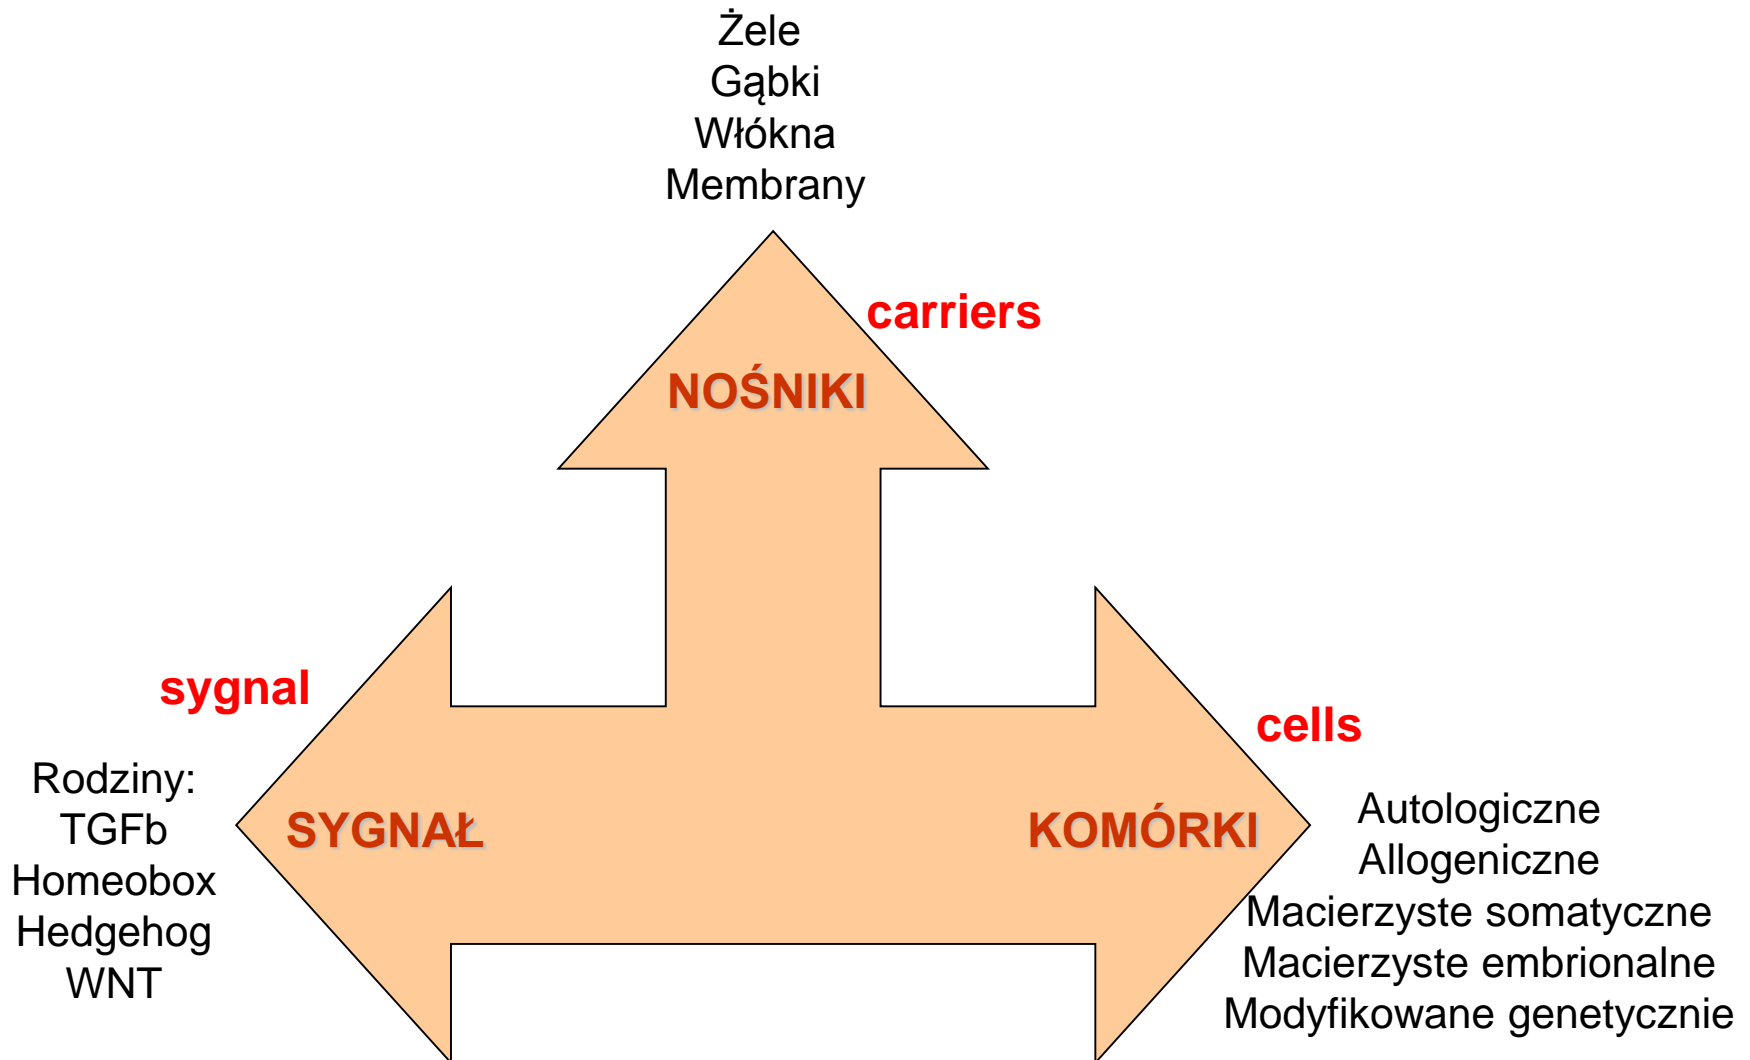 Żele
Gąbki
Włókna
Membrany
carriers
NOŚNIKI
sygnal
cells
Rodziny:
TGFb
Homeobox
Hedgehog
WNT
SYGNAŁ
KOMÓRKI
Autologiczne
Allogeniczne
Macierzyste somatyczne
Macierzyste embrionalne
Modyfikowane genetycznie